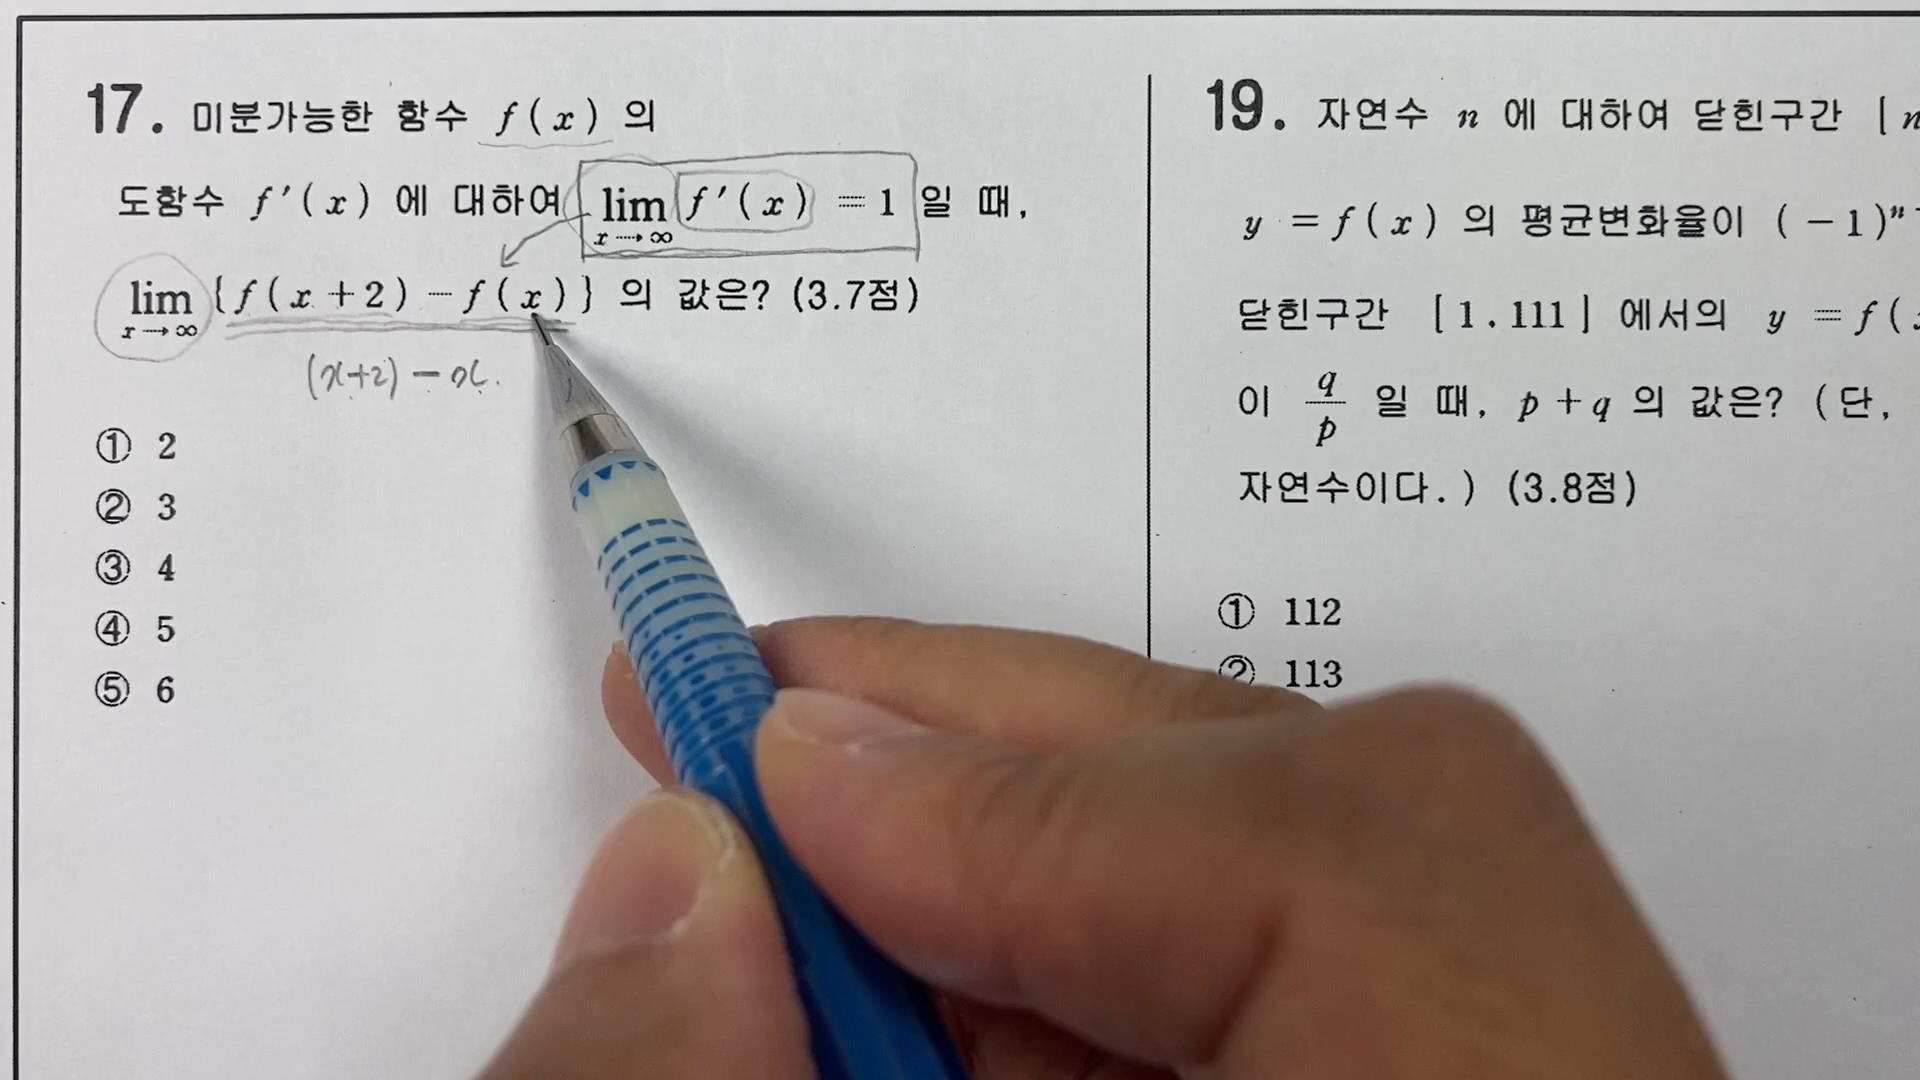 17. 미분가능한 함수 f(x)의
도함수 f'(x)에 대하여 lim f'(x) = 1 일 때,
x → ∞
lim {f(x+2) - f(x)} 의 값은? (3.7점)
x → ∞
(x+2) - x.
① 2
② 3
③ 4
④ 5
⑤ 6
19. 자연수 n 에 대하여 닫힌구간 [n
y = f(x) 의 평균변화율이 (-1)ⁿ
닫힌구간 [1.111] 에서의 y = f(
이 q/p 일 때, p+q 의 값은? (단,
자연수이다.) (3.8점)
① 112
② 113